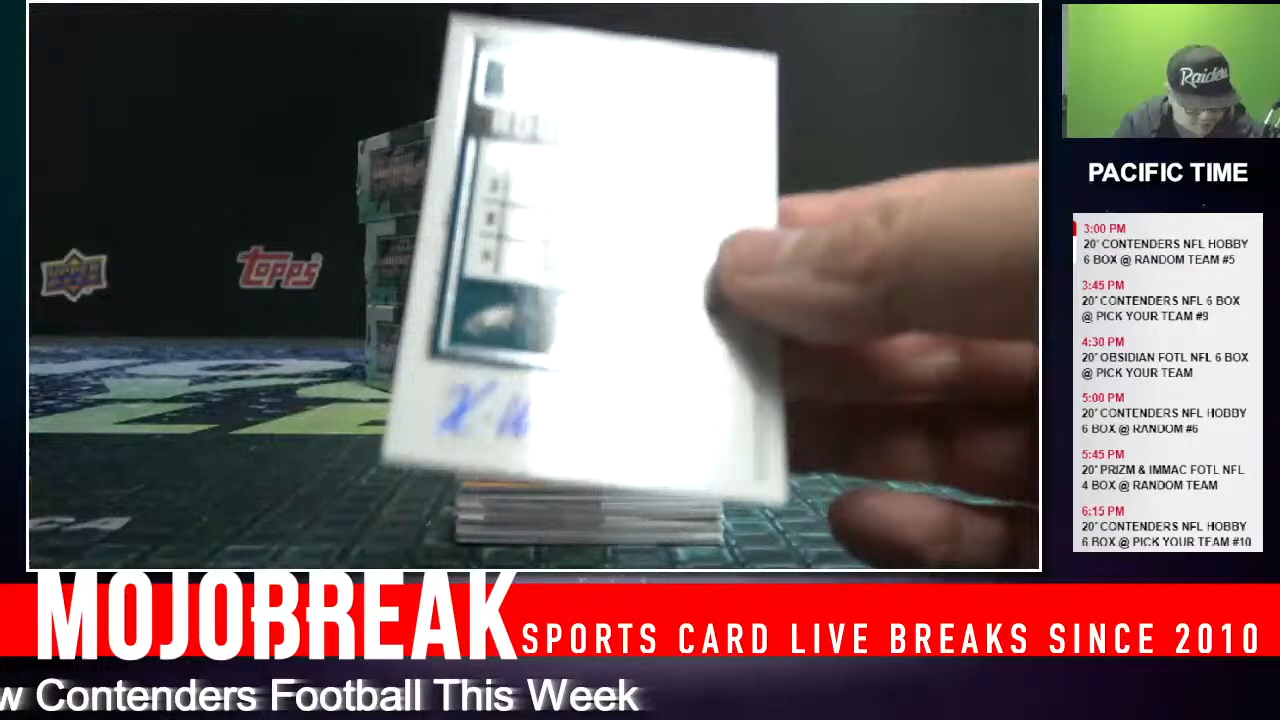 Raiders
PACIFIC TIME
3:00 PM
20' CONTENDERS NFL HOBBY
6 BOX @ RANDOM TEAM #5
3:45 PM
20' CONTENDERS NFL 6 BOX
@ PICK YOUR TEAM #9
4:30 PM
20' OBSIDIAN FOTL NFL 6 BOX
@ PICK YOUR TEAM
5:00 PM
20' CONTENDERS NFL HOBBY
6 BOX @ RANDOM #6
5:45 PM
20' PRIZM & IMMAC FOTL NFL
4 BOX @ RANDOM TEAM
6:15 PM
20' CONTENDERS NFL HOBBY
6 BOX @ PICK YOUR TEAM #10
UPPER DECK
topps
MOJOBREAK
SPORTS CARD LIVE BREAKS SINCE 2010
w Contenders Football This Week